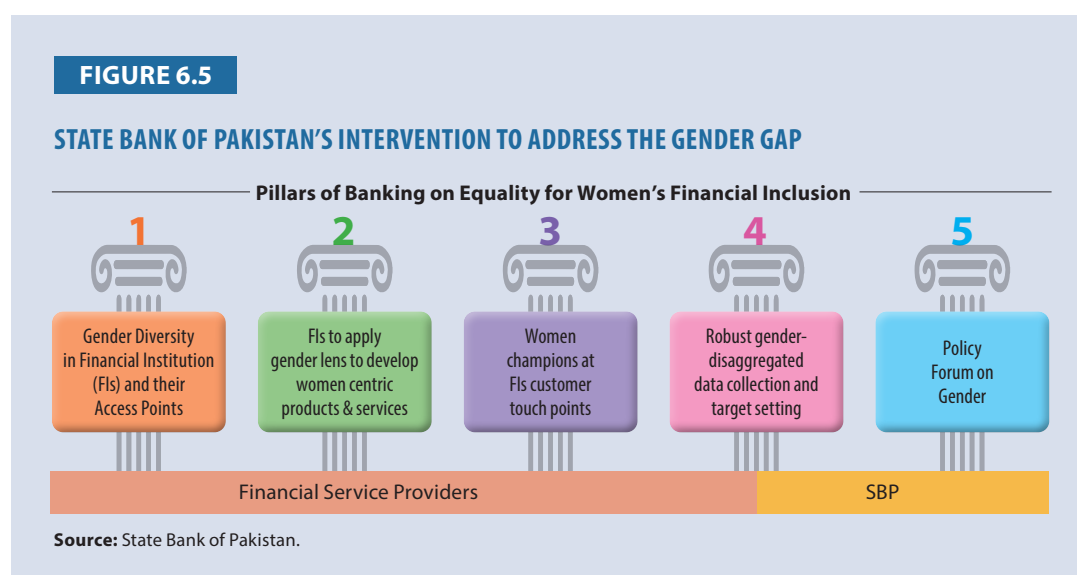 FIGURE 6.5
STATE BANK OF PAKISTAN'S INTERVENTION TO ADDRESS THE GENDER GAP
Pillars of Banking on Equality for Women's Financial Inclusion
1
Gender Diversity
in Financial Institution
(FIs) and their
Access Points
2
FIs to apply
gender lens to develop
women centric
products & services
3
Women
champions at
FIs customer
touch points
4
Robust gender-
disaggregated
data collection and
target setting
5
Policy
Forum on
Gender
Financial Service Providers
SBP
Source: State Bank of Pakistan.